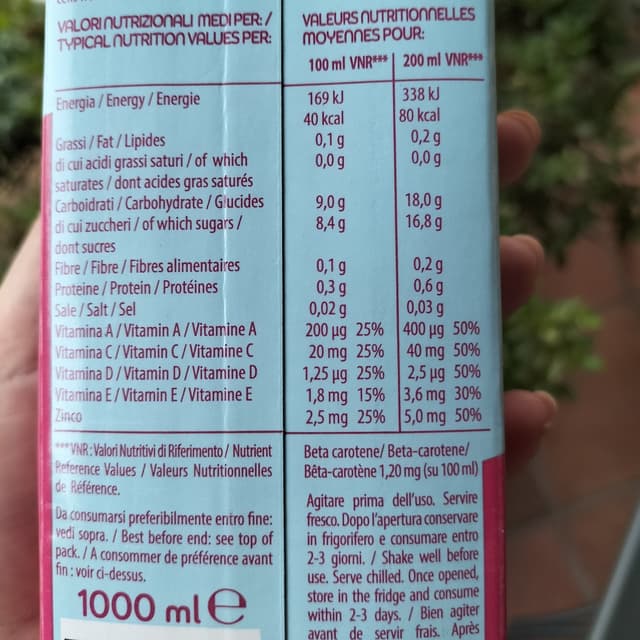 VALORI NUTRIZIONALI MEDI PER: /
TYPICAL NUTRITION VALUES PER:
VALEURS NUTRITIONNELLES
MOYENNES POUR:
100 ml VNR*** 200 ml VNR***
Energia / Energy / Energie 169 kJ 338 kJ
40 kcal 80 kcal
Grassi / Fat / Lipides 0,1 g 0,2 g
di cui acidi grassi saturi / of which 0,0 g 0,0 g
saturates / dont acides gras saturés
Carboidrati / Carbohydrate / Glucides 9,0 g 18,0 g
di cui zuccheri / of which sugars / 8,4 g 16,8 g
dont sucres
Fibre / Fibre / Fibres alimentaires 0,1 g 0,2 g
Proteine / Protein / Protéines 0,3 g 0,6 g
Sale / Salt / Sel 0,02 g 0,03 g
Vitamina A / Vitamin A / Vitamine A 200 µg 25% 400 µg 50%
Vitamina C / Vitamin C / Vitamine C 20 mg 25% 40 mg 50%
Vitamina D / Vitamin D / Vitamine D 1,25 µg 25% 2,5 µg 50%
Vitamina E / Vitamin E / Vitamine E 1,8 mg 15% 3,6 mg 30%
Zinco 2,5 mg 25% 5,0 mg 50%
***VNR: Valori Nutritivi di Riferimento / Nutrient
Reference Values / Valeurs Nutritionnelles
de Référence.
Da consumarsi preferibilmente entro fine:
vedi sopra. / Best before end: see top of
pack. / A consommer de préférence avant
fin : voir ci-dessus.
1000 ml e
Beta carotene/ Beta-carotene/
Bêta-carotène 1,20 mg (su 100 ml)
Agitare prima dell'uso. Servire
fresco. Dopo l'apertura conservare
in frigorifero e consumare entro
2-3 giorni. / Shake well before
use. Serve chilled. Once opened,
store in the fridge and consume
within 2-3 days. / Bien agiter
avant de servir frais. Après